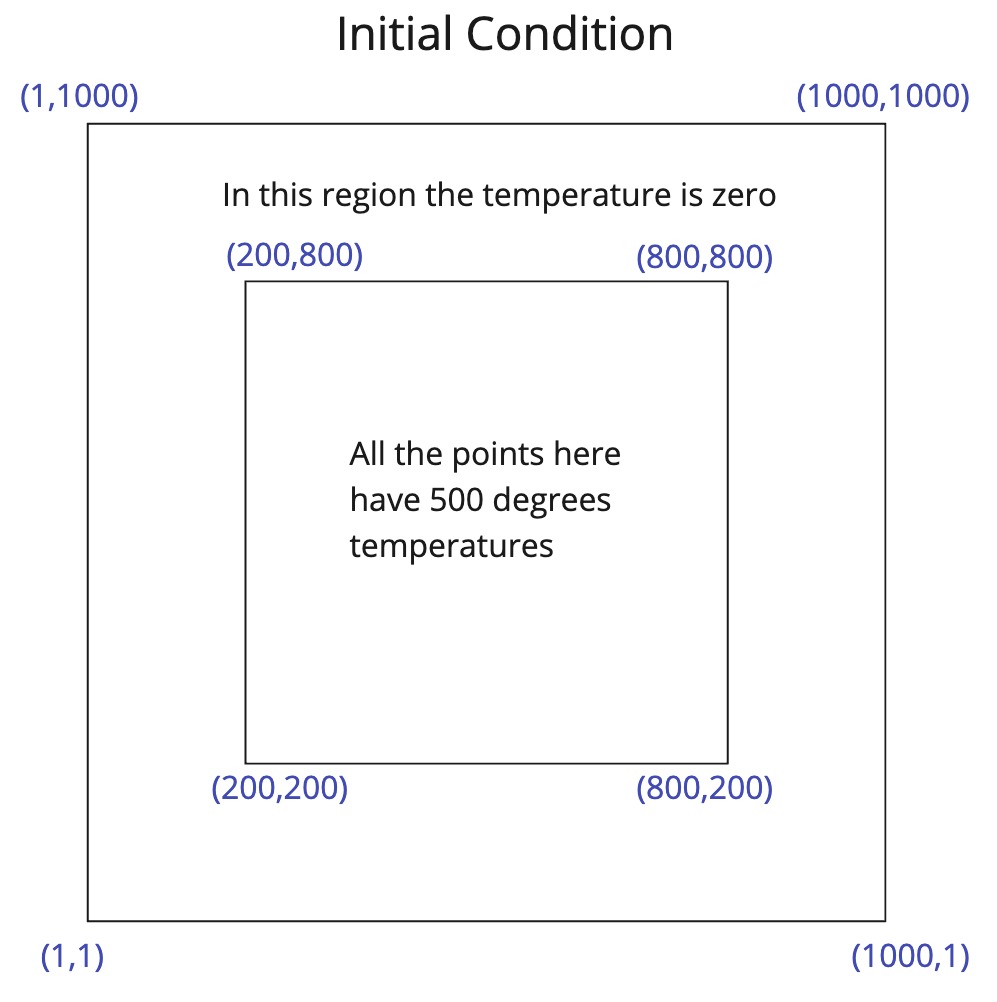 Initial Condition
(1,1000)
(1000,1000)
In this region the temperature is zero
(200,800)
(800,800)
All the points here
have 500 degrees
temperatures
(200,200)
(800,200)
(1,1)
(1000,1)